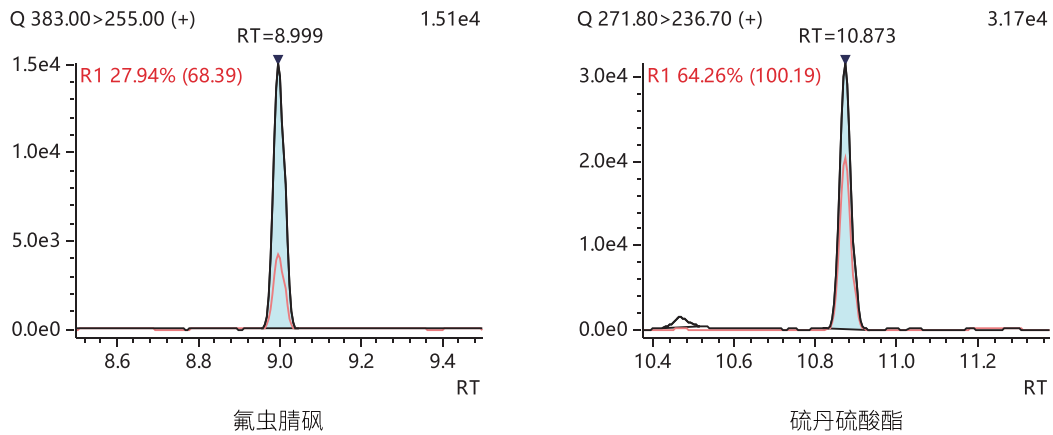 Q 383.00>255.00 (+) 1.51e4
RT=8.999
R1 27.94% (68.39)
1.5e4
1.0e4
5.0e3
0.0e0
8.6 8.8 9.0 9.2 9.4
RT
氟虫腈砜
Q 271.80>236.70 (+) 3.17e4
RT=10.873
R1 64.26% (100.19)
3.0e4
2.0e4
1.0e4
0.0e0
10.4 10.6 10.8 11.0 11.2
RT
硫丹硫酸酯